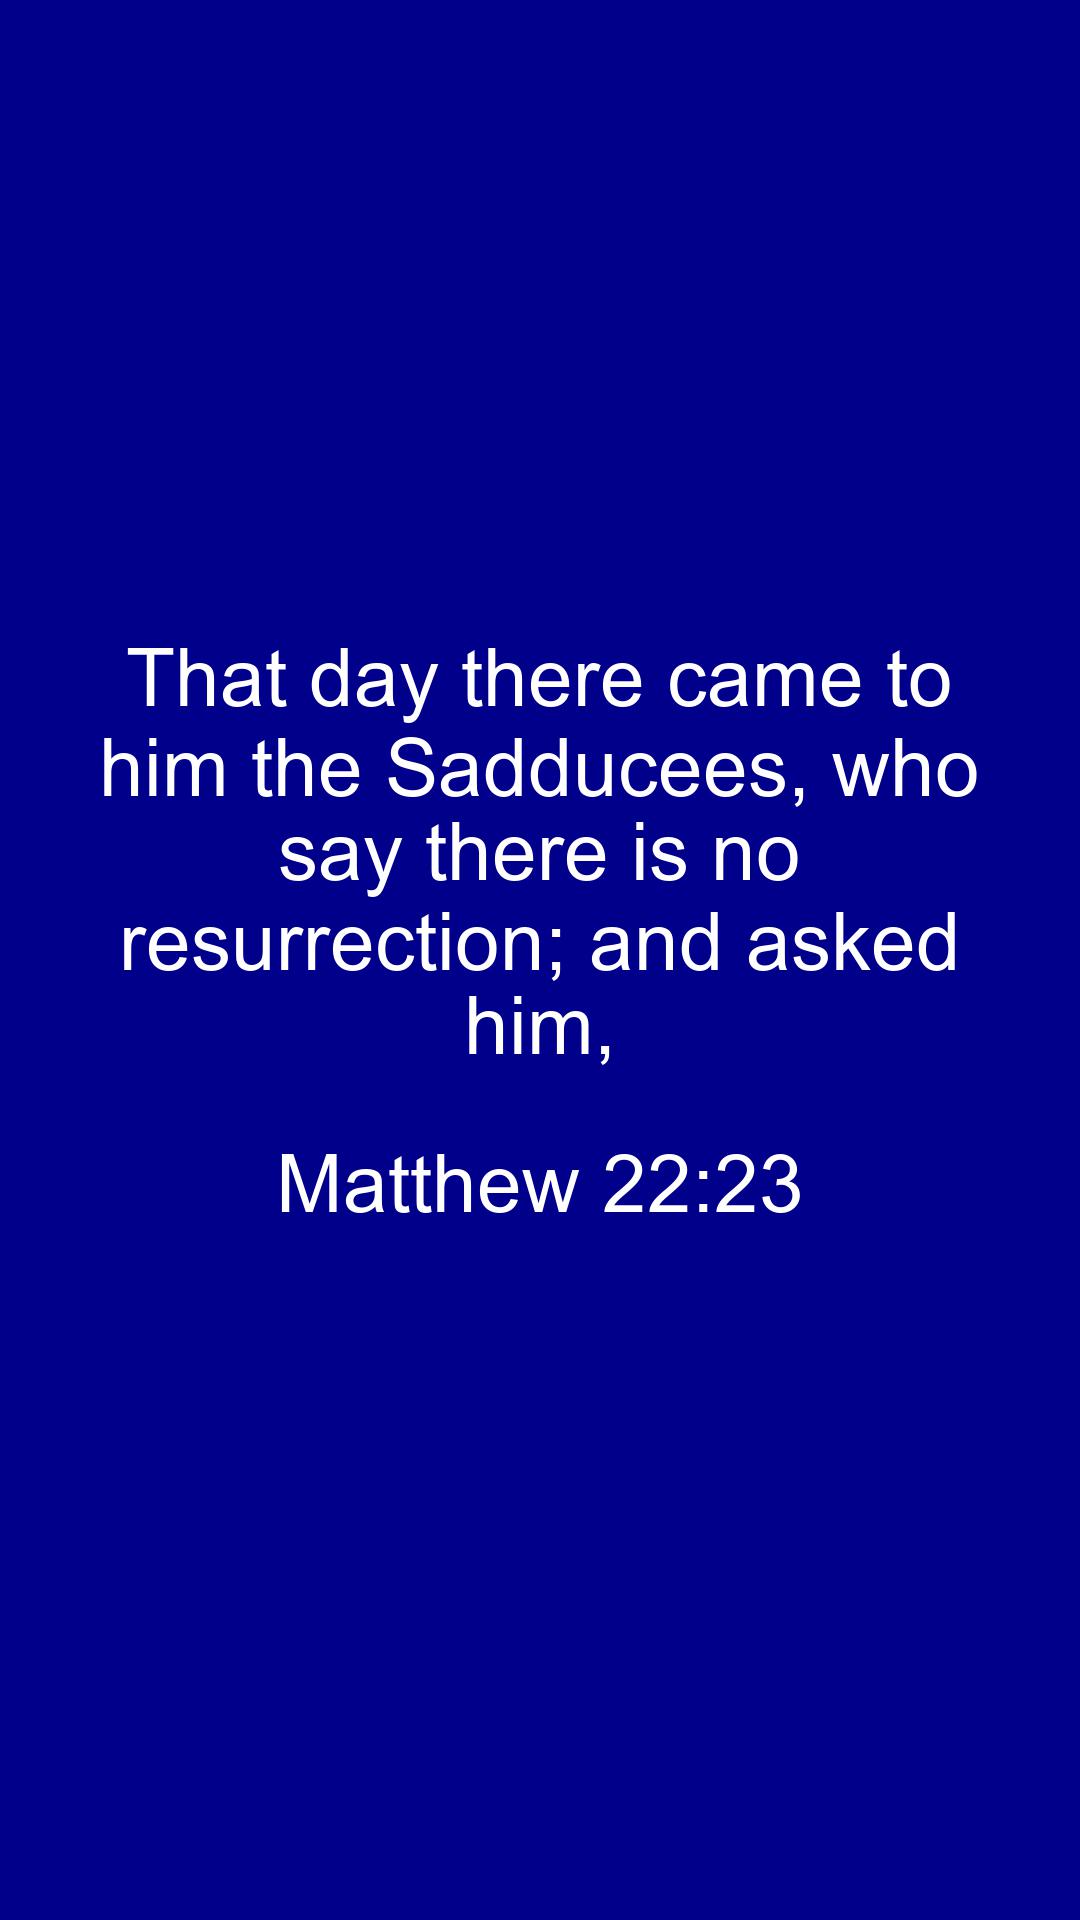 That day there came to
him the Sadducees, who
say there is no
resurrection; and asked
him,
Matthew 22:23